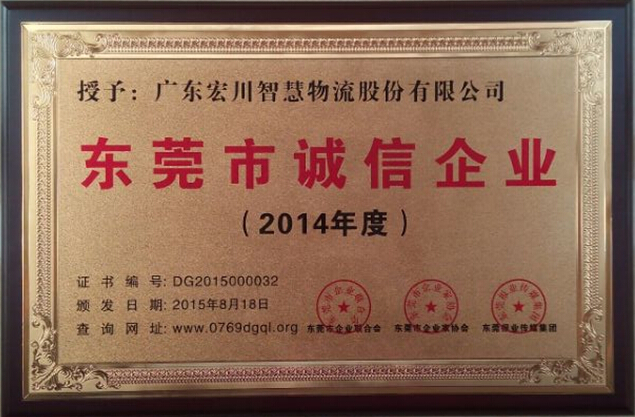 授予：广东宏川智慧物流股份有限公司
东莞市诚信企业
（2014年度）
证书编号: DG2015000032
颁发日期: 2015年8月18日
查询网址: www.0769dgql.org
东莞市企业联合会 东莞市企业家协会 东莞报业传媒集团